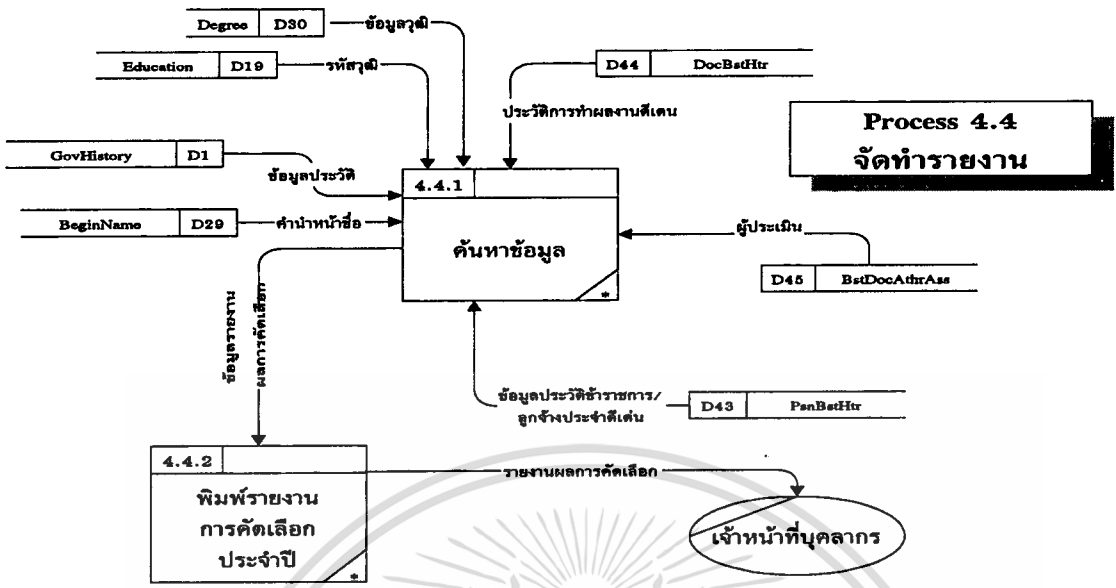 Degree D30 ข้อมูลวุฒิ
Education D19 รหัสวุฒิ
D44 DocBstHtr
ประวัติการทำผลงานดีเดน
Process 4.4
จัดทำรายงาน
GovHistory D1
ข้อมูลประวัติ
4.4.1
ค้นหาข้อมูล
*
BeginName D29 คำนำหน้าชื่อ
ผู้ประเมิน
D45 BstDocAthrAss
ข้อมูลรายงาน
ผลการคัดเลือก
ข้อมูลประวัติข้าราชการ/
ลูกจ้างประจำดีเด่น
D43 PsnBstHtr
4.4.2
พิมพ์รายงาน
การคัดเลือก
ประจำปี
*
รายงานผลการคัดเลือก
เจ้าหน้าที่บุคลากร